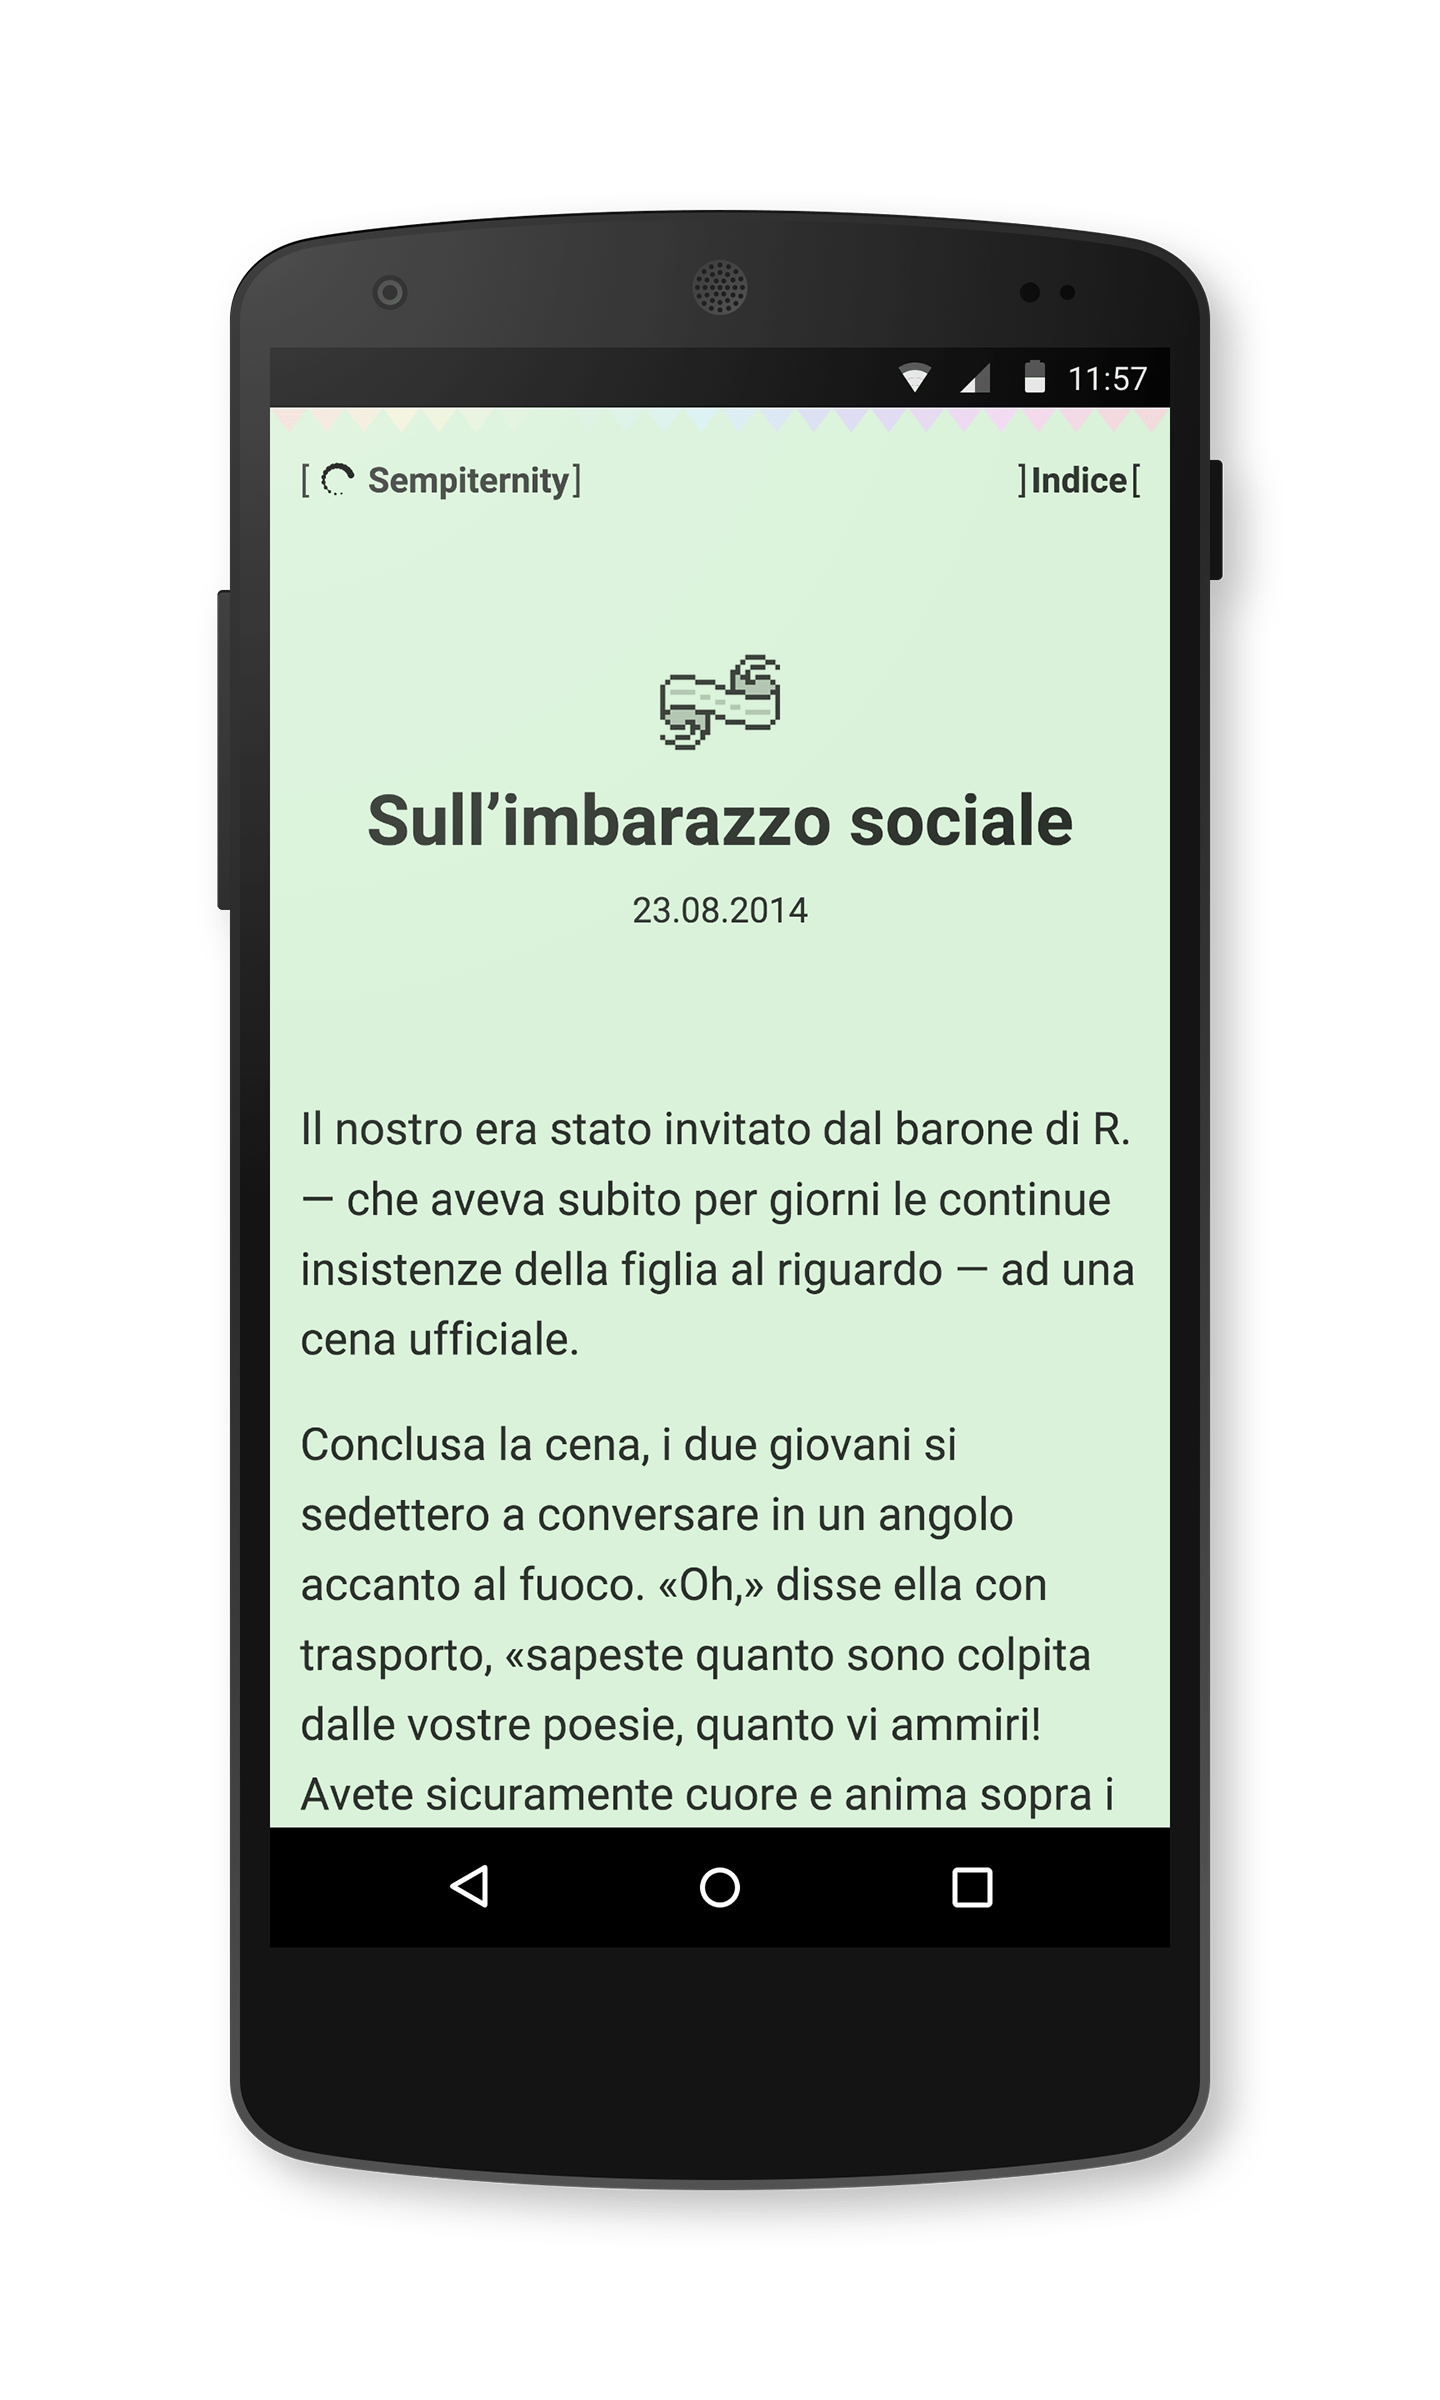 11:57
[ Sempiternity]
]Indice[
Sull’imbarazzo sociale
23.08.2014
Il nostro era stato invitato dal barone di R.
— che aveva subito per giorni le continue
insistenze della figlia al riguardo — ad una
cena ufficiale.
Conclusa la cena, i due giovani si
sedettero a conversare in un angolo
accanto al fuoco. «Oh,» disse ella con
trasporto, «sapeste quanto sono colpita
dalle vostre poesie, quanto vi ammiri!
Avete sicuramente cuore e anima sopra i